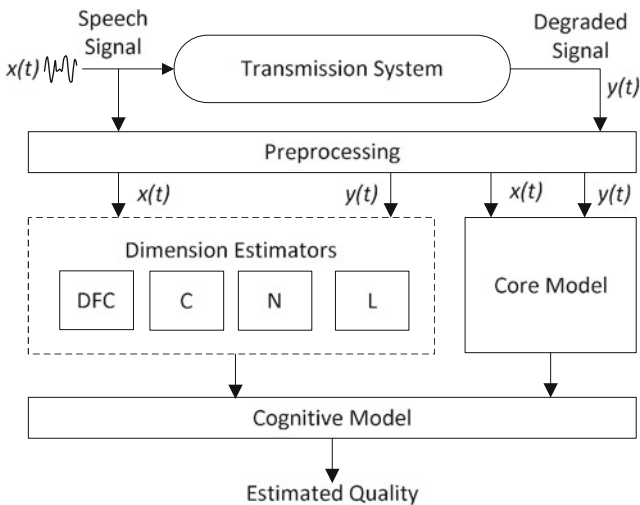 Speech
Signal
Degraded
Signal
x(t)
Transmission System
y(t)
Preprocessing
x(t)
y(t)
x(t)
y(t)
Dimension Estimators
DFC
C
N
L
Core Model
Cognitive Model
Estimated Quality